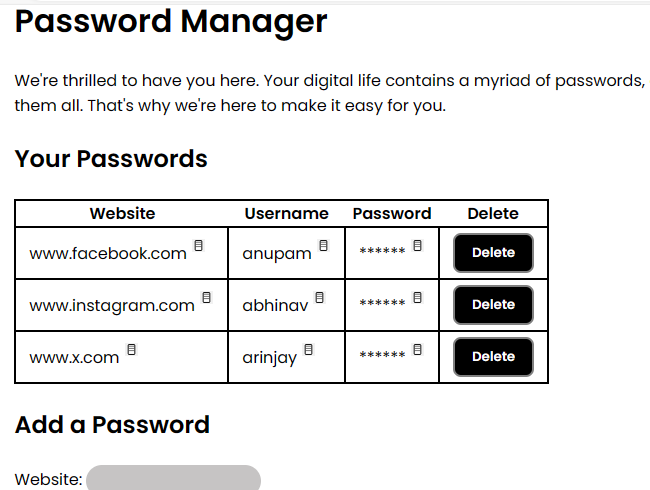 Password Manager
We're thrilled to have you here. Your digital life contains a myriad of passwords,
them all. That's why we're here to make it easy for you.
Your Passwords
Website Username Password Delete
www.facebook.com anupam ****** Delete
www.instagram.com abhinav ****** Delete
www.x.com arinjay ****** Delete
Add a Password
Website: